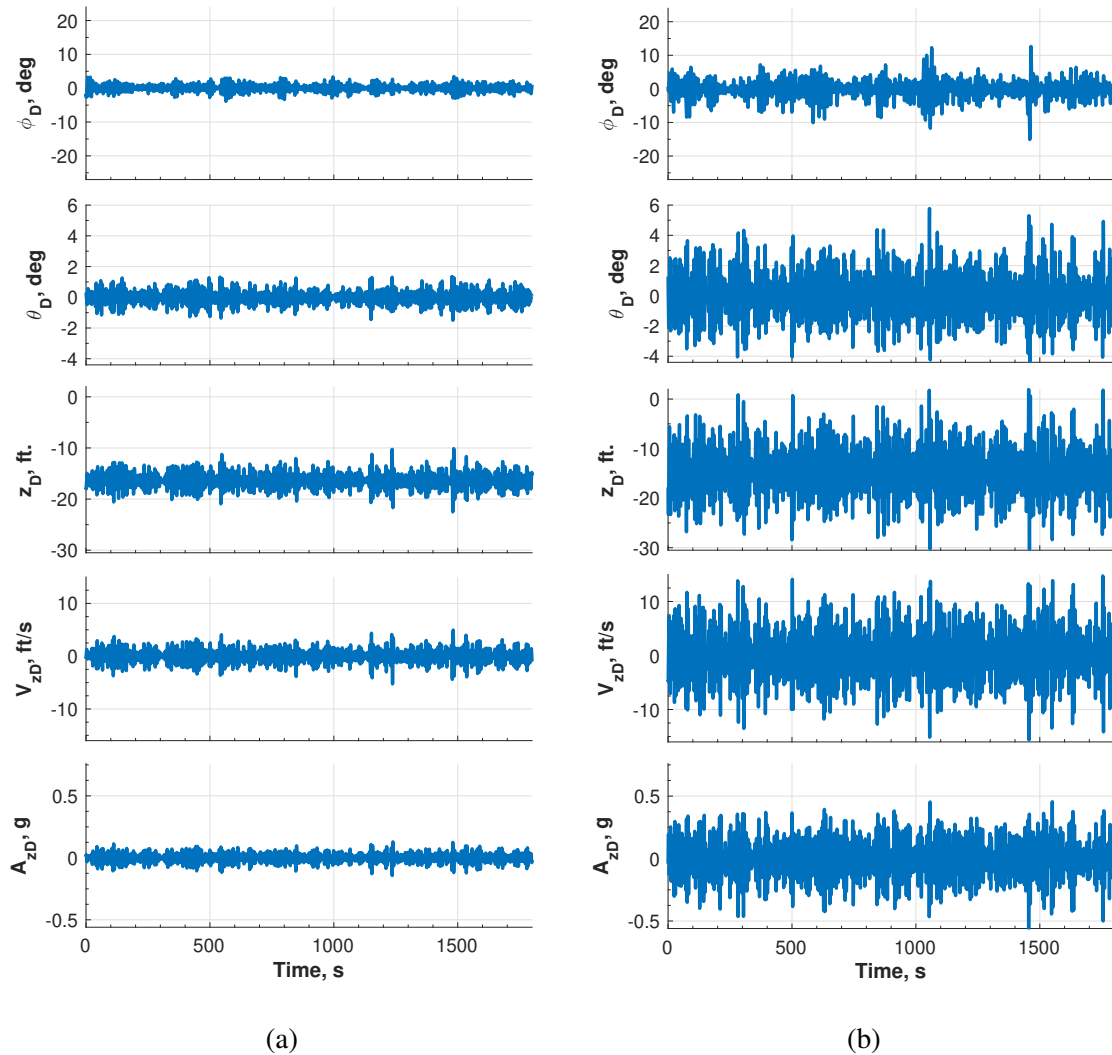 20
10
0
-10
-20
ϕD, deg
20
10
0
-10
-20
ϕD, deg
6
4
2
0
-2
-4
θD, deg
6
4
2
0
-2
-4
θD, deg
0
-10
-20
-30
zD, ft.
0
-10
-20
-30
zD, ft.
10
0
-10
VzD, ft/s
10
0
-10
VzD, ft/s
0.5
0
-0.5
AzD, g
0.5
0
-0.5
AzD, g
0 500 1000 1500
Time, s
0 500 1000 1500
Time, s
(a)
(b)